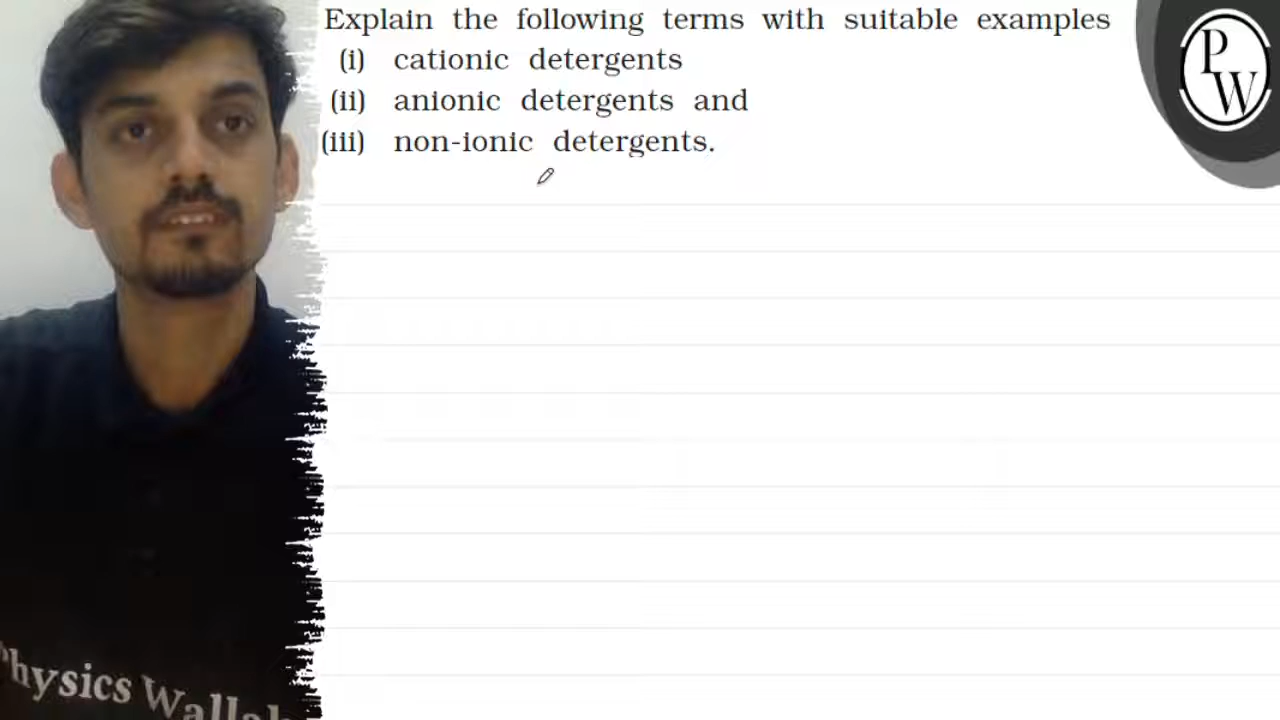 Explain the following terms with suitable examples
(i) cationic detergents
(ii) anionic detergents and
(iii) non-ionic detergents.
P
W
Physics Wallah